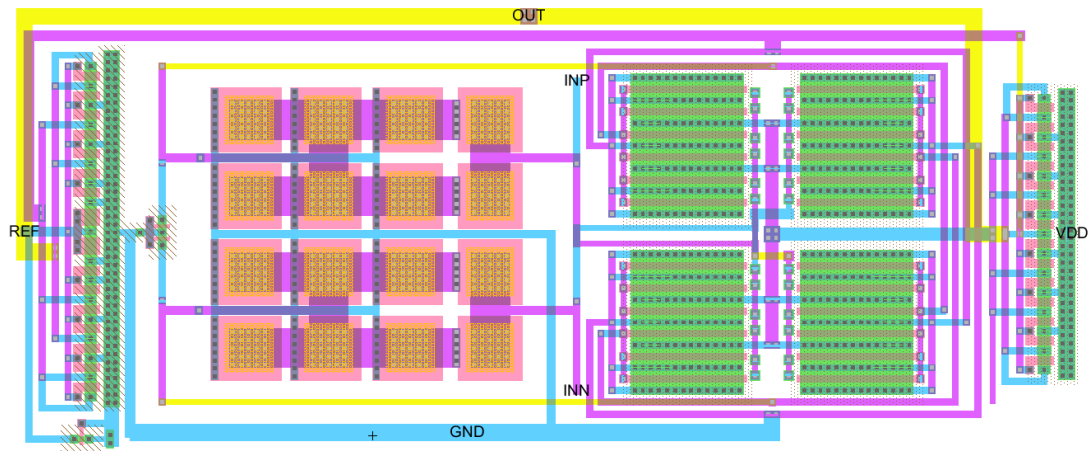 OUT
INP
REF
VDD
INN
GND